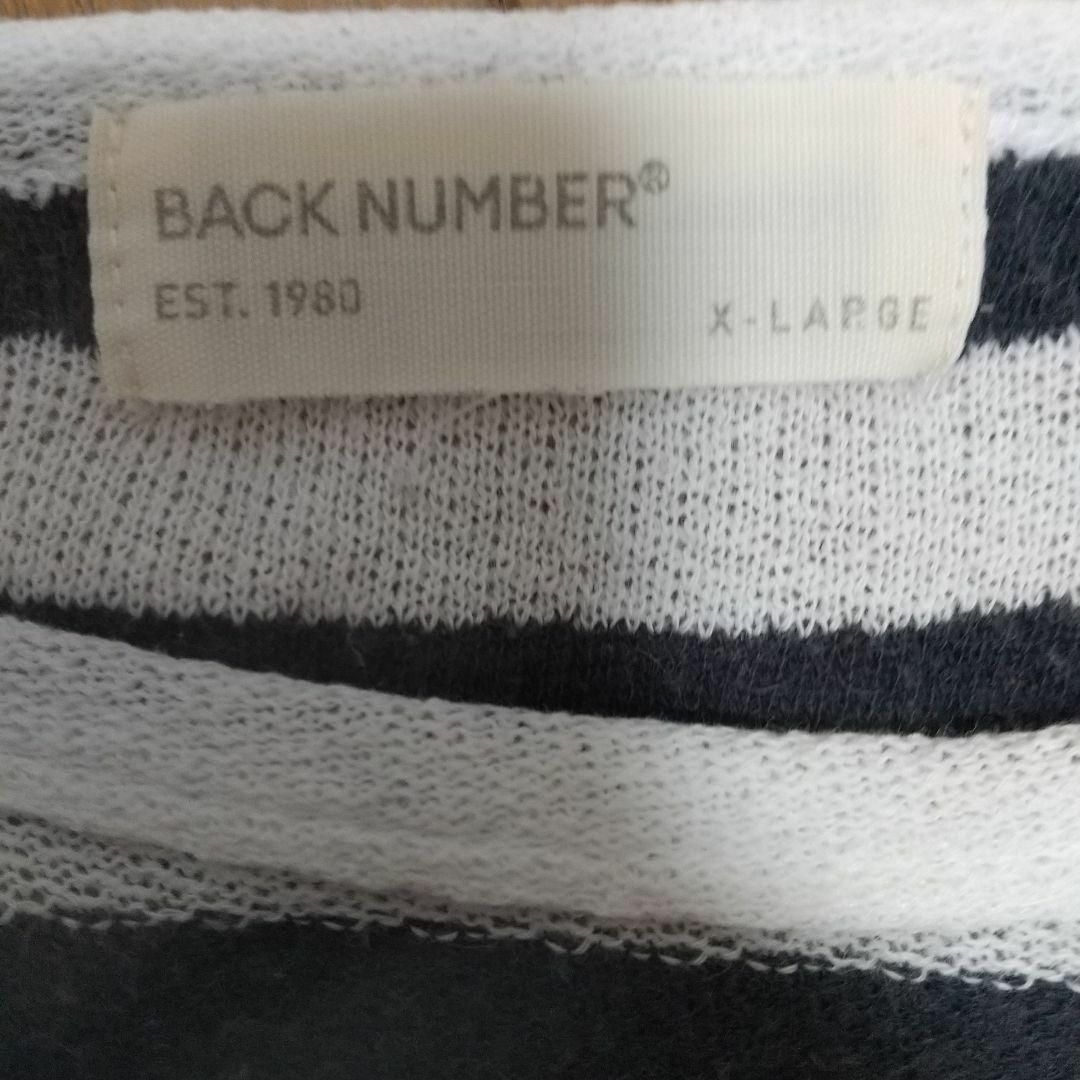 BACK NUMBER®
EST. 1980
X-LARGE